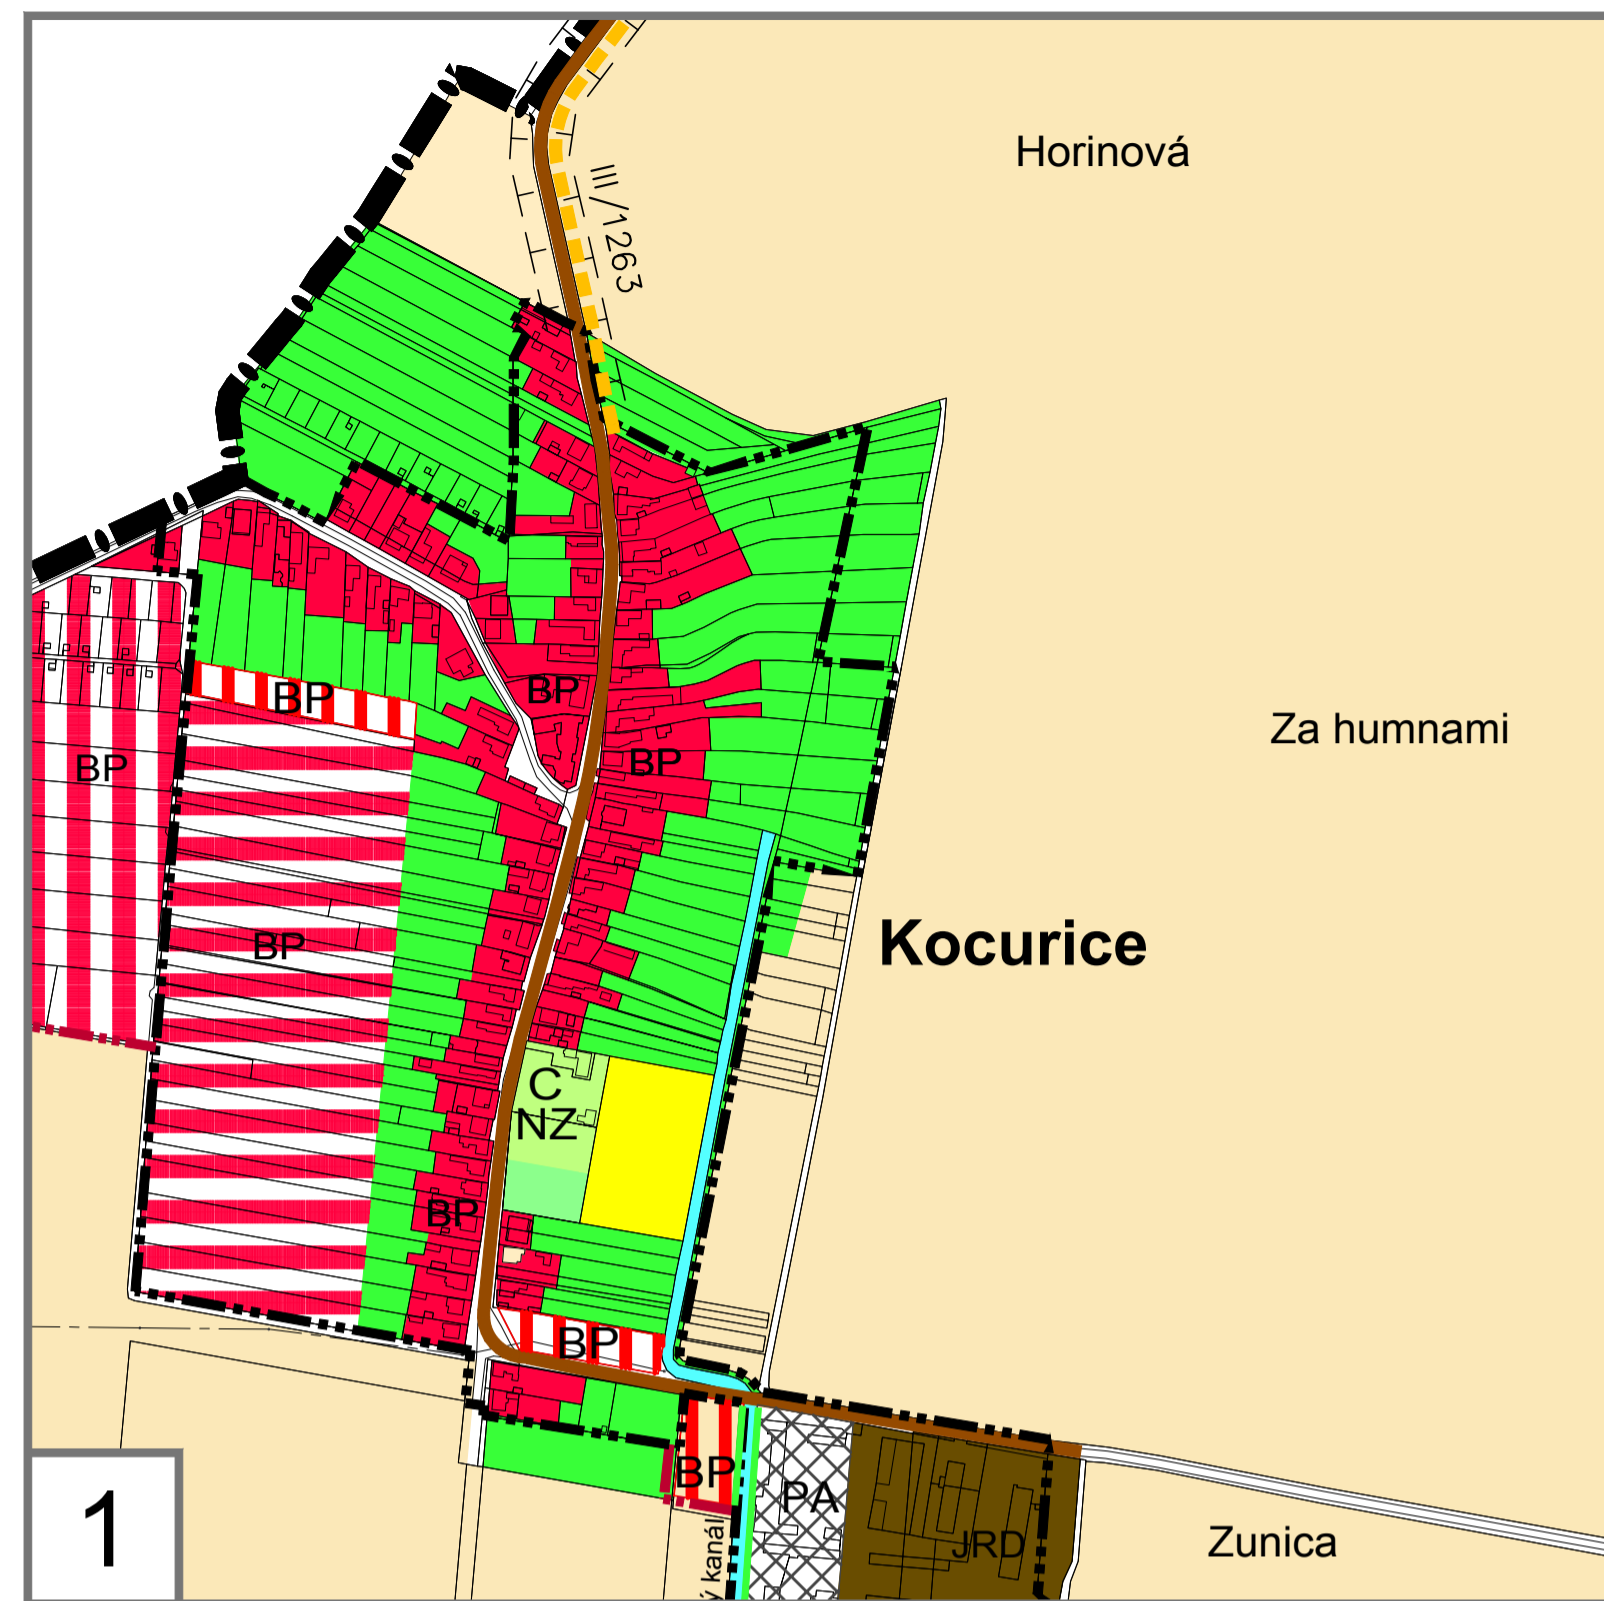 Horinová
III/1263
BP
BP
BP
BP
Za humnami
BP
Kocurice
C
NZ
BP
BP
BP
PA
JRD
Zunica
ý kanál
1